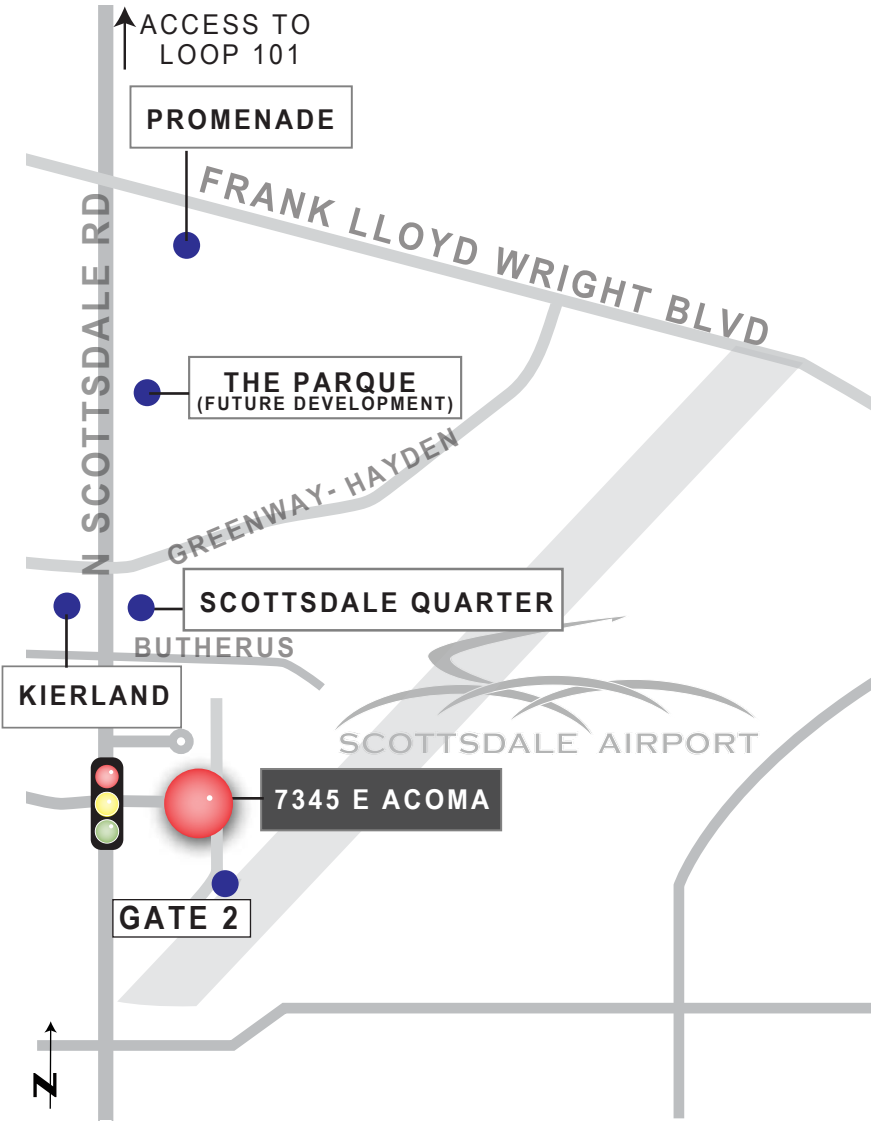 ACCESS TO
LOOP 101
PROMENADE
FRANK LLOYD WRIGHT BLVD
N SCOTTSDALE RD
THE PARQUE
(FUTURE DEVELOPMENT)
GREENWAY- HAYDEN
SCOTTSDALE QUARTER
BUTHERUS
KIERLAND
SCOTTSDALE AIRPORT
7345 E ACOMA
GATE 2
N